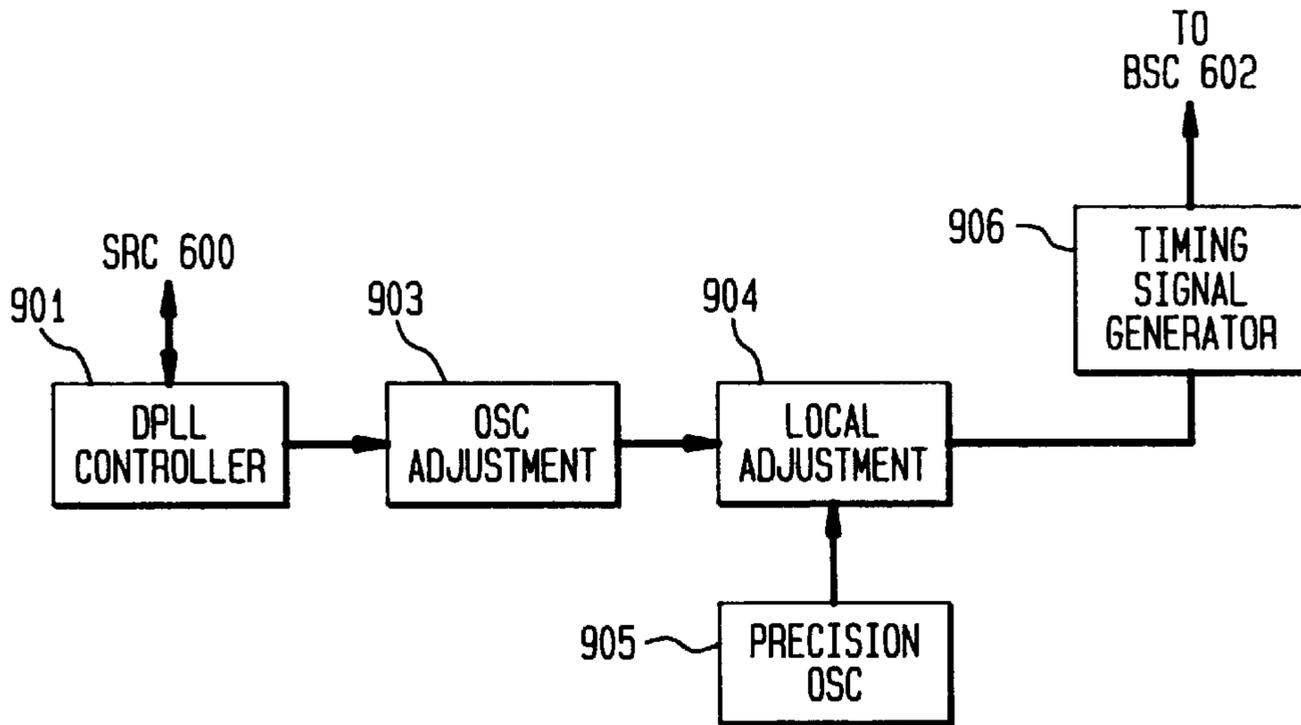 TO
BSC 602
906
TIMING
SIGNAL
GENERATOR
SRC 600
901
DPLL
CONTROLLER
903
OSC
ADJUSTMENT
904
LOCAL
ADJUSTMENT
905
PRECISION
OSC